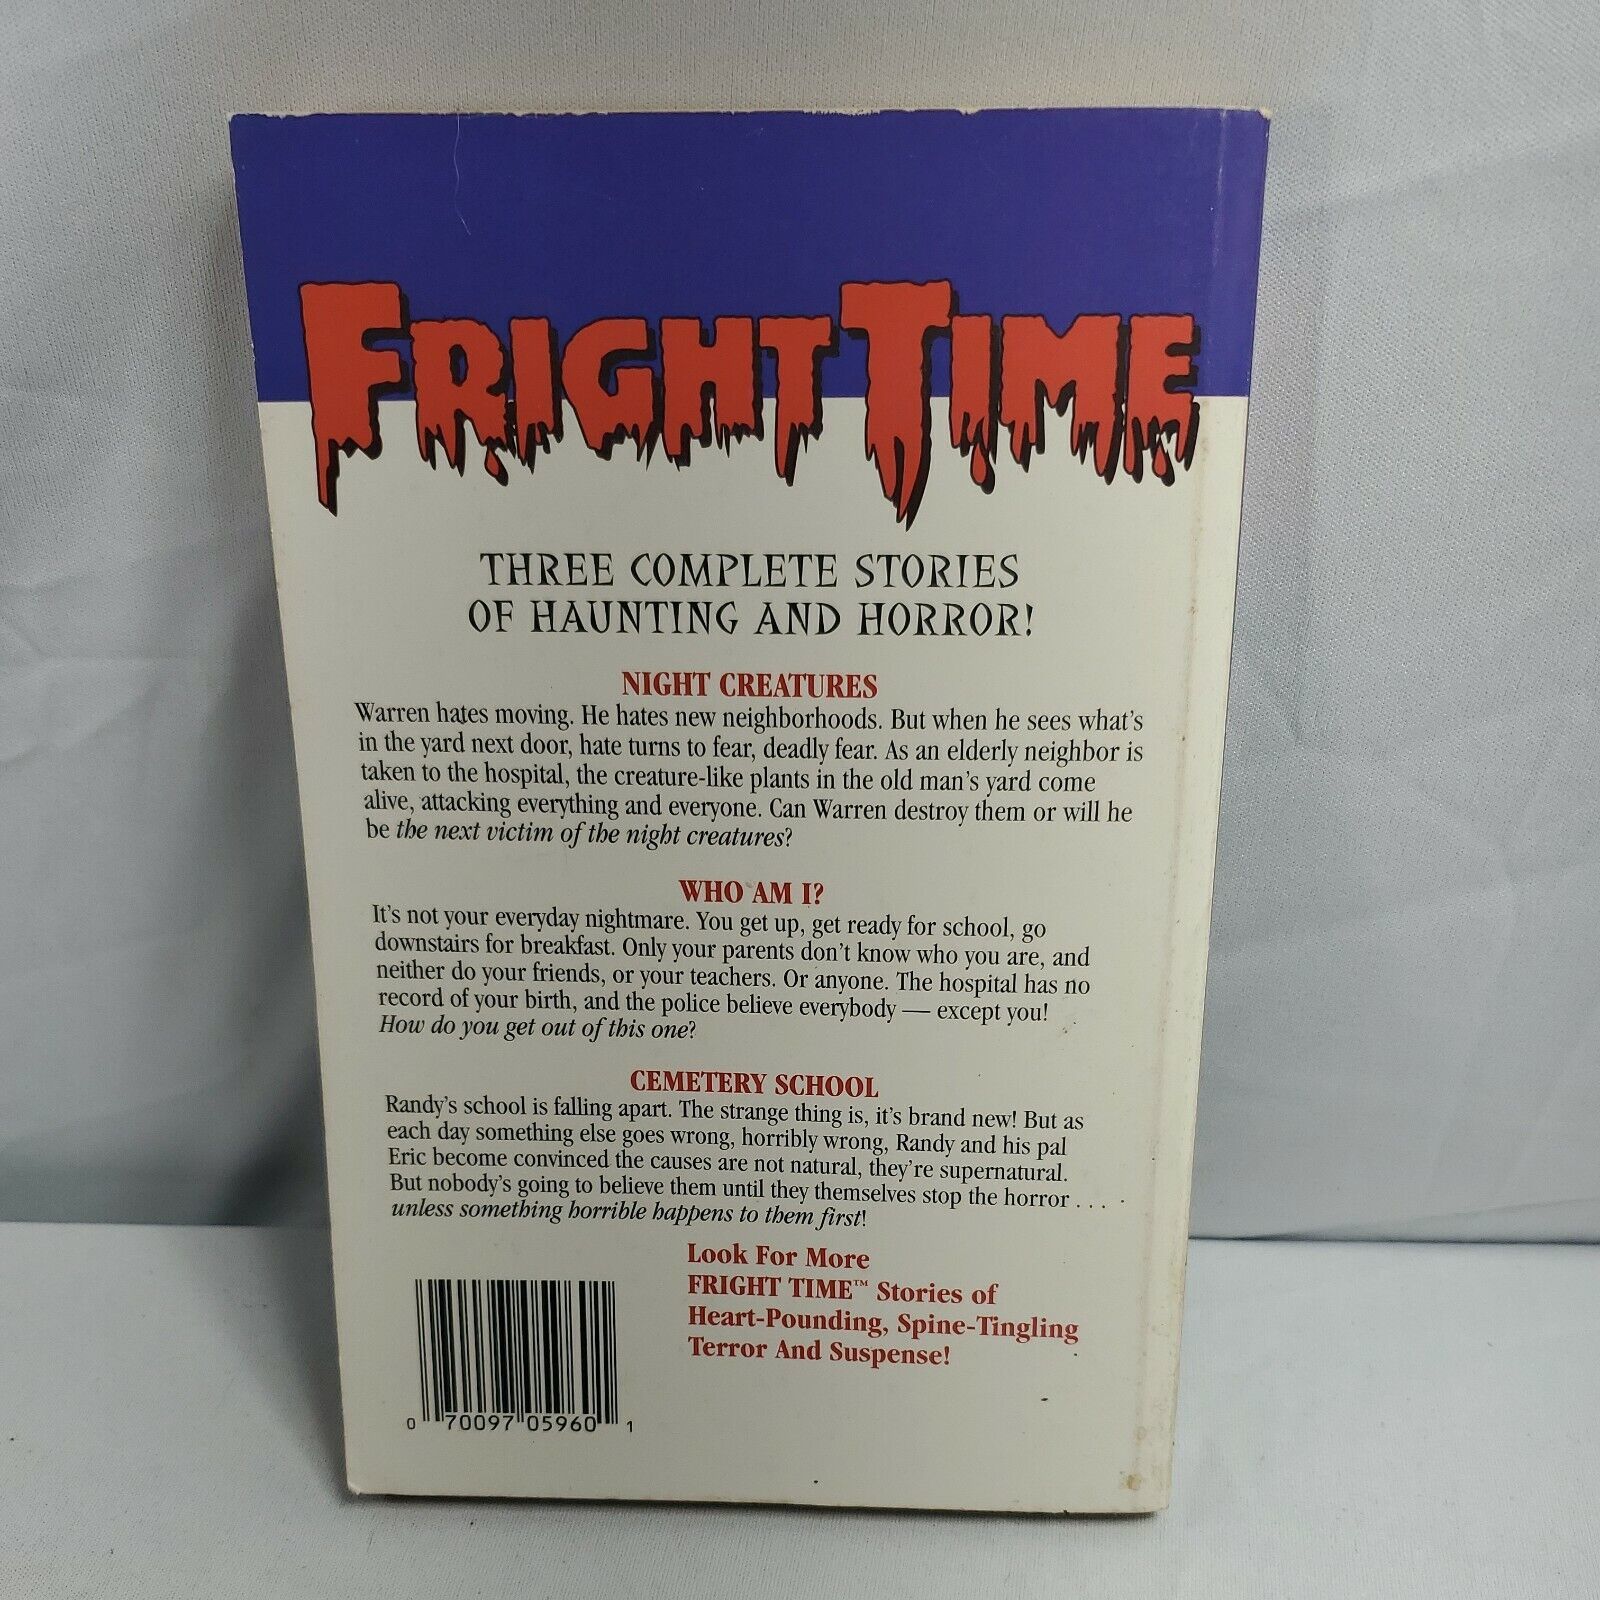 FRIGHT TIME
THREE COMPLETE STORIES
OF HAUNTING AND HORROR!
NIGHT CREATURES
Warren hates moving. He hates new neighborhoods. But when he sees what's
in the yard next door, hate turns to fear, deadly fear. As an elderly neighbor is
taken to the hospital, the creature-like plants in the old man's yard come
alive, attacking everything and everyone. Can Warren destroy them or will he
be the next victim of the night creatures?
WHO AM I?
It's not your everyday nightmare. You get up, get ready for school, go
downstairs for breakfast. Only your parents don't know who you are, and
neither do your friends, or your teachers. Or anyone. The hospital has no
record of your birth, and the police believe everybody — except you!
How do you get out of this one?
CEMETERY SCHOOL
Randy's school is falling apart. The strange thing is, it's brand new! But as
each day something else goes wrong, horribly wrong, Randy and his pal
Eric become convinced the causes are not natural, they're supernatural.
But nobody's going to believe them until they themselves stop the horror . . .
unless something horrible happens to them first!
Look For More
FRIGHT TIME™ Stories of
Heart-Pounding, Spine-Tingling
Terror And Suspense!
0 70097 05960 1